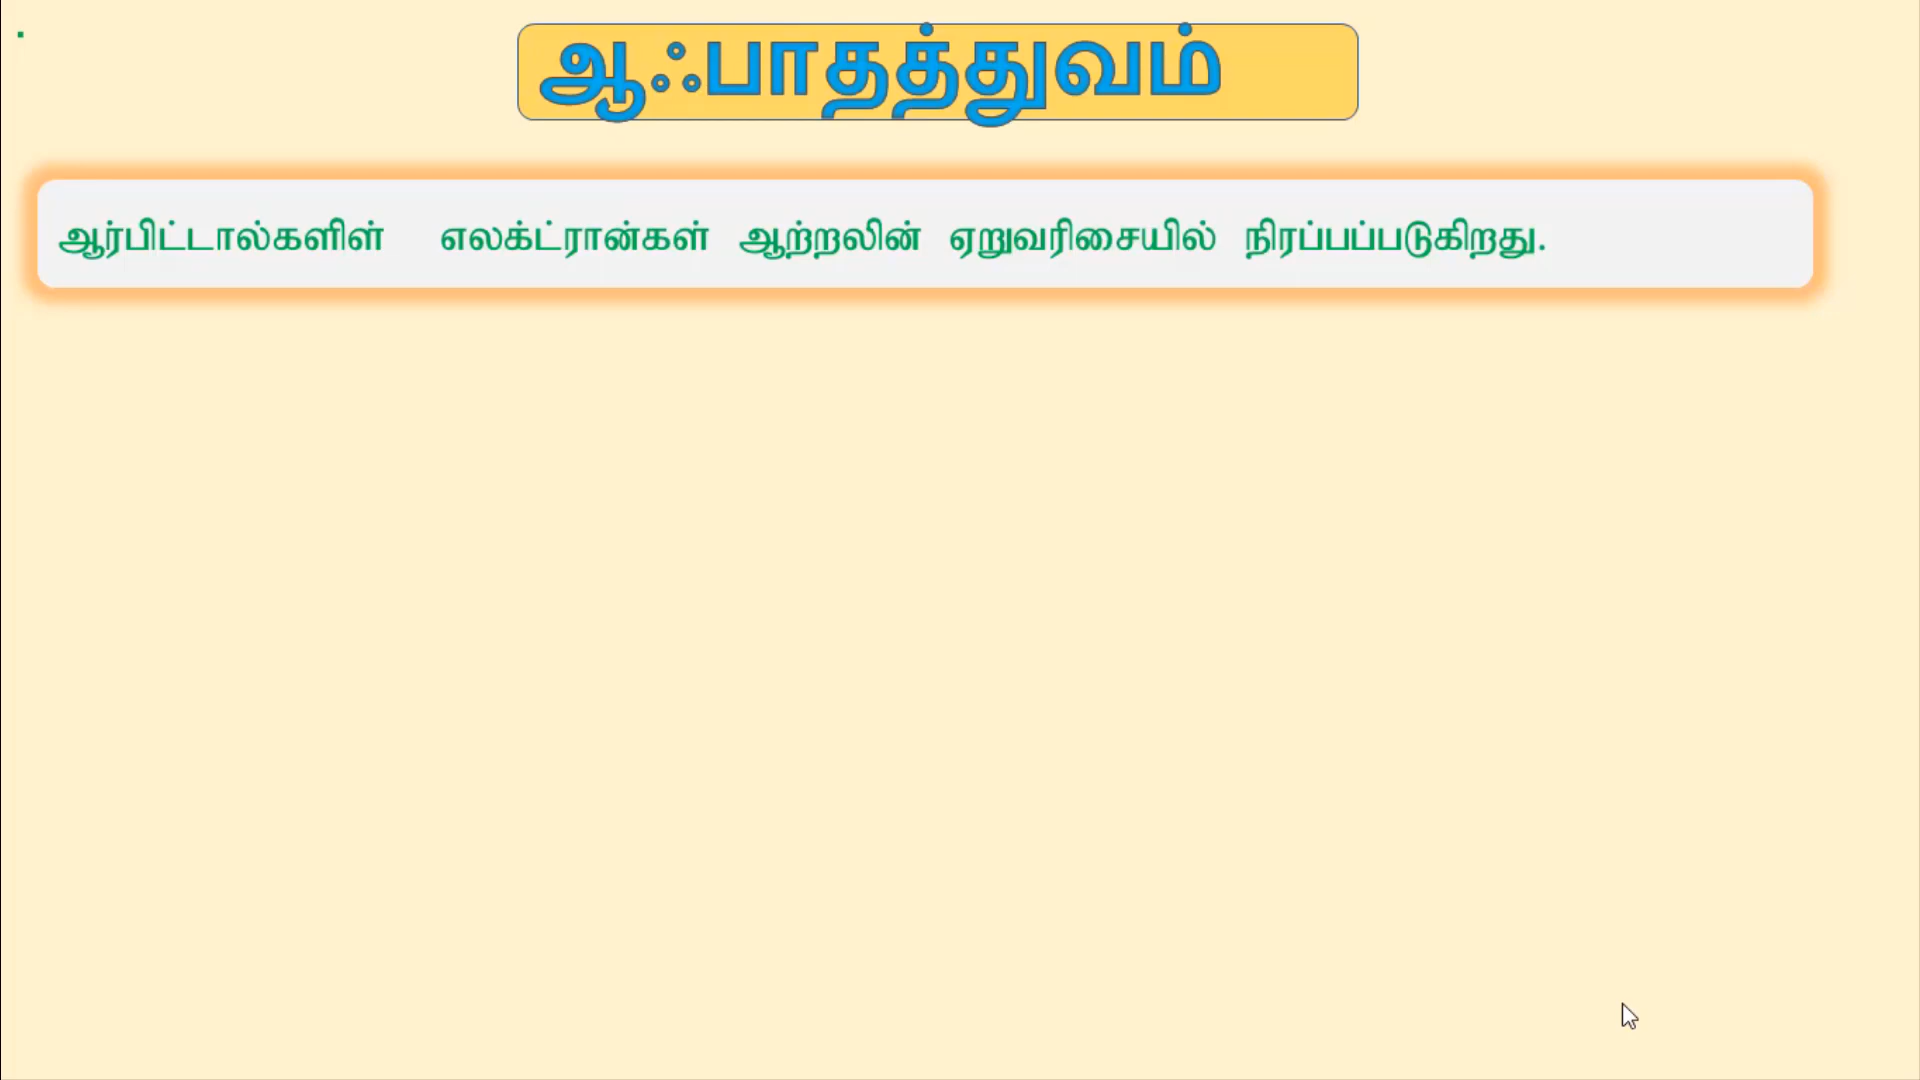 ஆஃபாதத்துவம்
ஆர்பிட்டால்களிள் எலக்ட்ரான்கள் ஆற்றலின் ஏறுவரிசையில் நிரப்பப்படுகிறது.